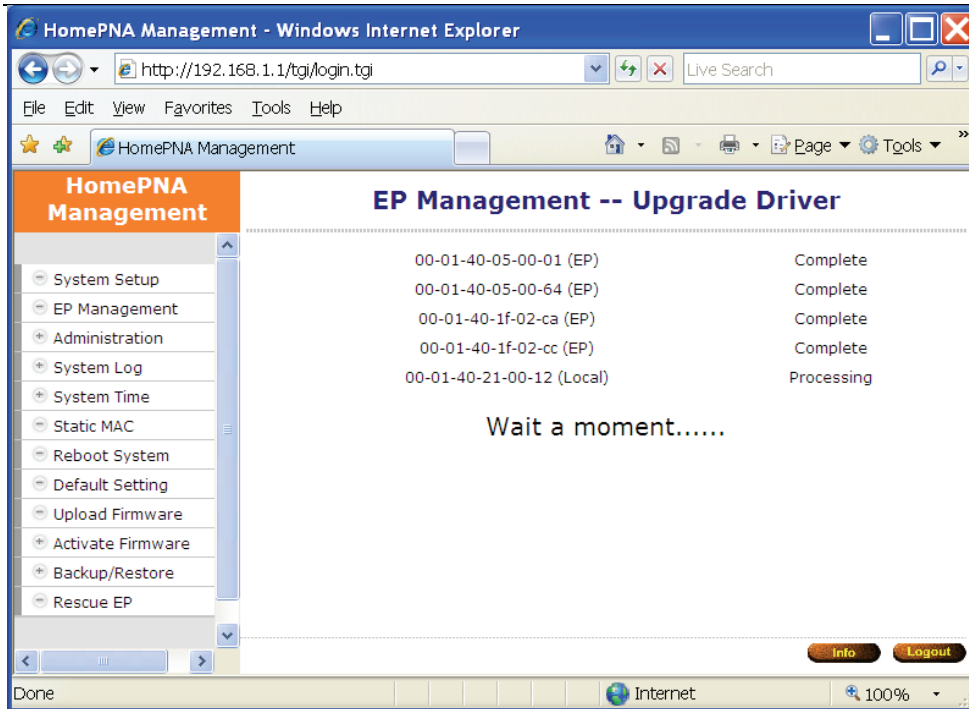 HomePNA Management - Windows Internet Explorer
http://192.168.1.1/tgi/login.tgi
Live Search
File Edit View Favorites Tools Help
HomePNA Management
Page Tools »
HomePNA
Management
System Setup
EP Management
Administration
System Log
System Time
Static MAC
Reboot System
Default Setting
Upload Firmware
Activate Firmware
Backup/Restore
Rescue EP
EP Management -- Upgrade Driver
00-01-40-05-00-01 (EP) Complete
00-01-40-05-00-64 (EP) Complete
00-01-40-1f-02-ca (EP) Complete
00-01-40-1f-02-cc (EP) Complete
00-01-40-21-00-12 (Local) Processing
Wait a moment......
Info Logout
Done Internet 100%